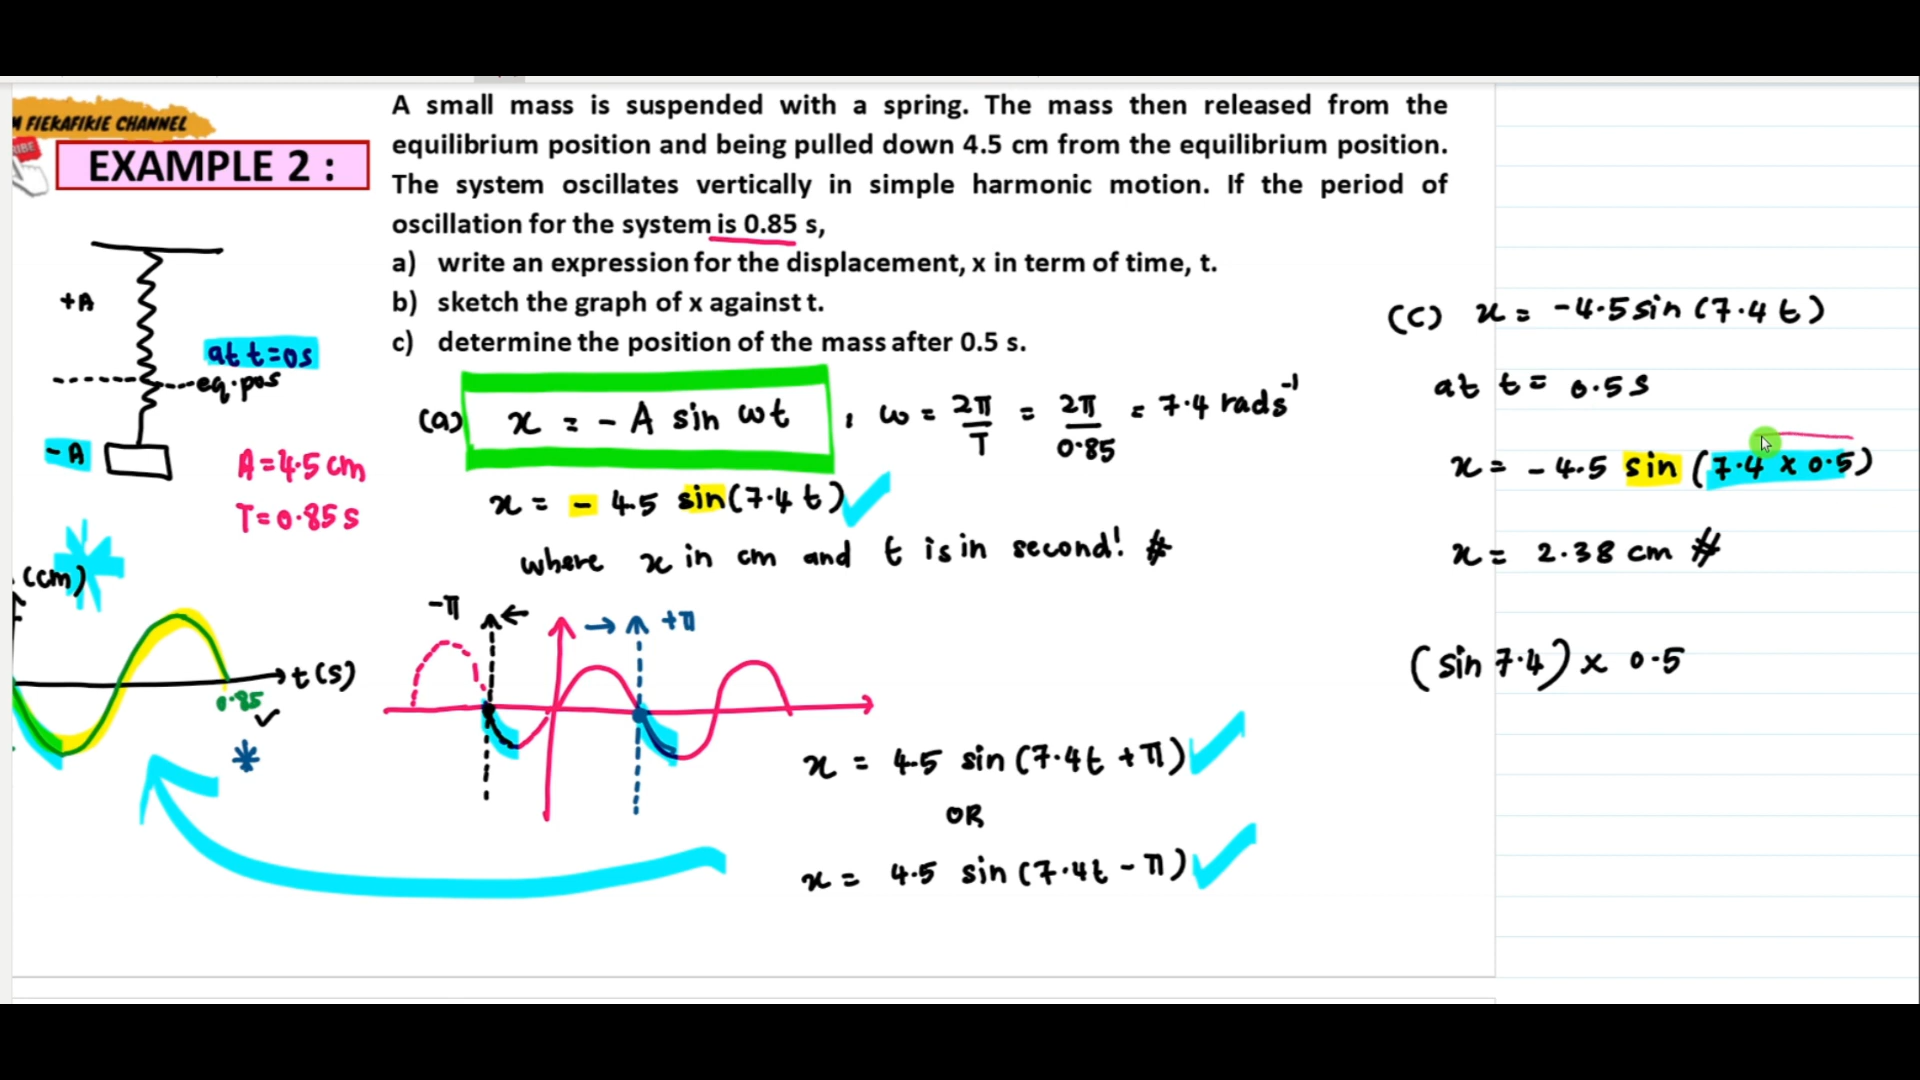 M FIEKAFIKIE CHANNEL
IBE
EXAMPLE 2 :
A small mass is suspended with a spring. The mass then released from the
equilibrium position and being pulled down 4.5 cm from the equilibrium position.
The system oscillates vertically in simple harmonic motion. If the period of
oscillation for the system is 0.85 s,
a) write an expression for the displacement, x in term of time, t.
b) sketch the graph of x against t.
c) determine the position of the mass after 0.5 s.
+A
at t=0s
eq.pos
-A
A=4.5cm
T=0.85s
(cm)
t(s)
0.85
(a) x = -A sin ωt , ω = 2π/T = 2π/0.85 = 7.4 rads⁻¹
x = - 4.5 sin(7.4t)
where x in cm and t is in second! #
-π
+π
x = 4.5 sin (7.4t + π)
OR
x = 4.5 sin (7.4t - π)
(c) x = -4.5 sin (7.4t)
at t = 0.5s
x = -4.5 sin (7.4 x 0.5)
x = 2.38 cm #
(sin 7.4) x 0.5